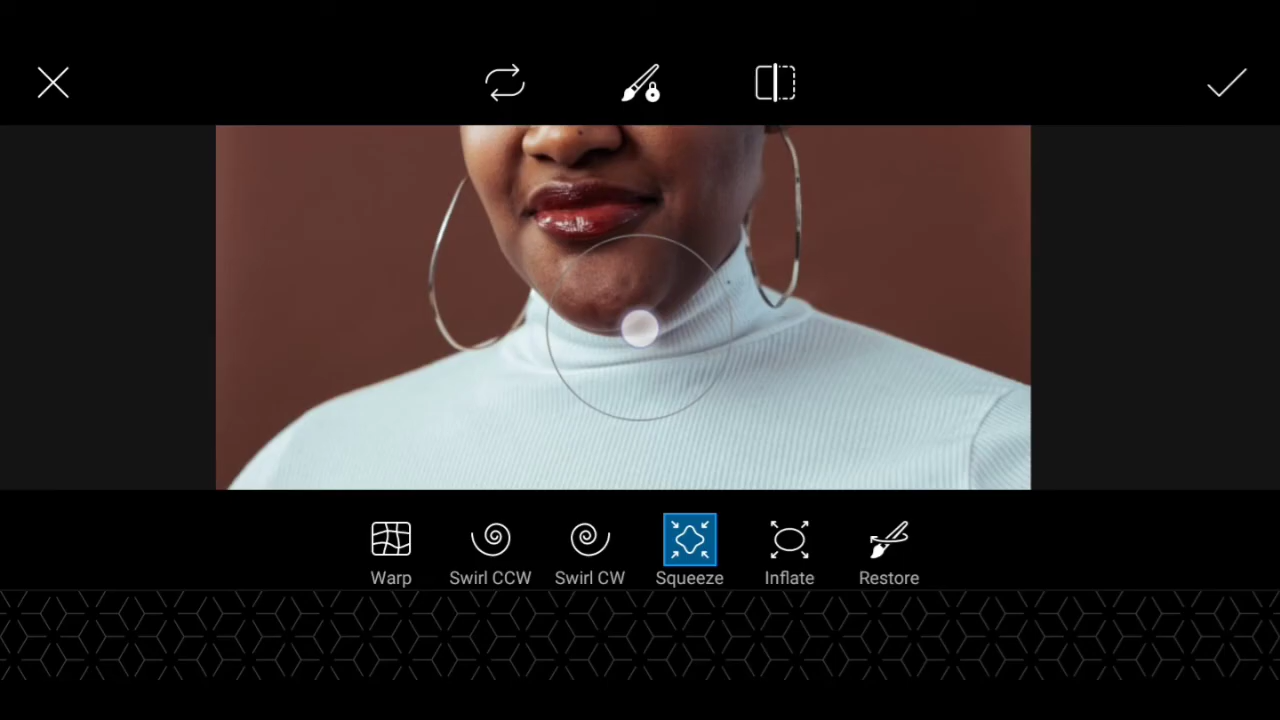 Warp
Swirl CCW
Swirl CW
Squeeze
Inflate
Restore